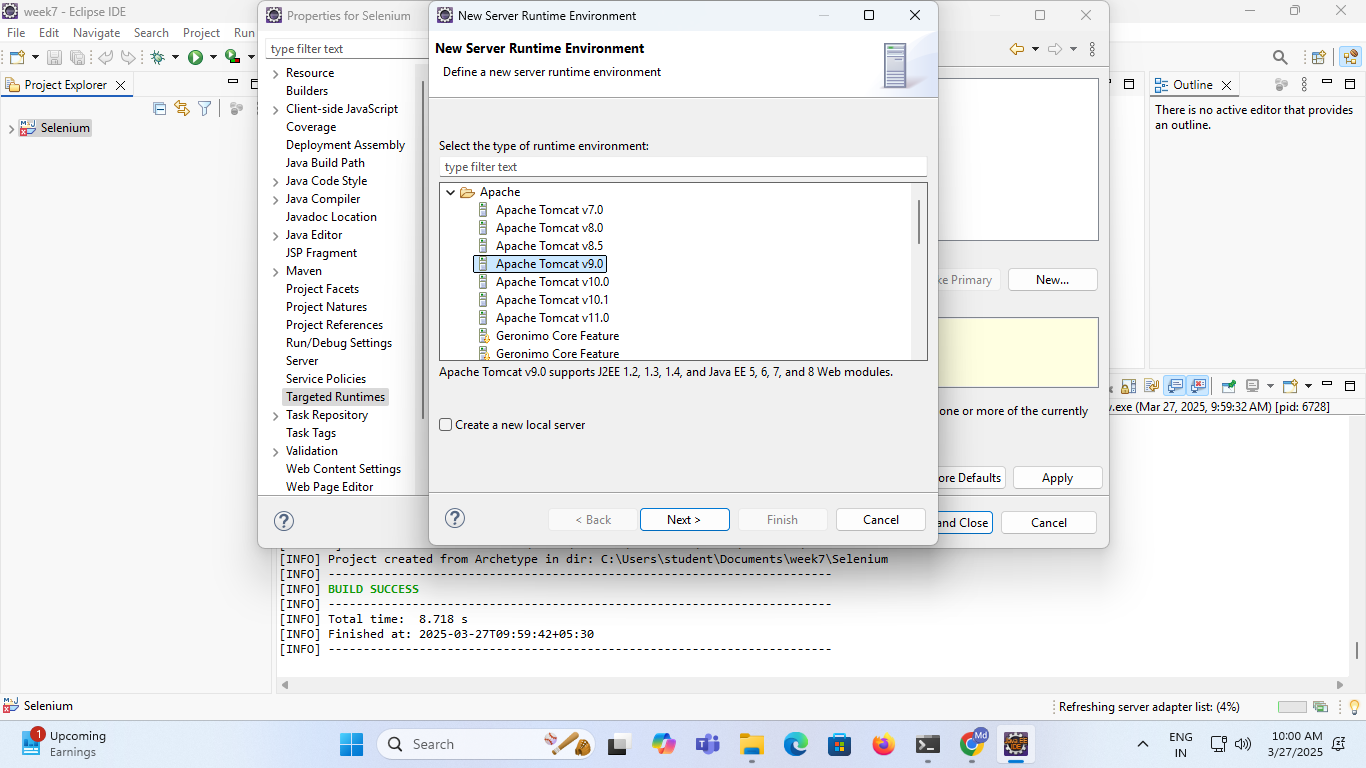 week7 - Eclipse IDE
File Edit Navigate Search Project Run
Project Explorer
Selenium
Properties for Selenium
type filter text
Resource
Builders
Client-side JavaScript
Coverage
Deployment Assembly
Java Build Path
Java Code Style
Java Compiler
Javadoc Location
Java Editor
JSP Fragment
Maven
Project Facets
Project Natures
Project References
Run/Debug Settings
Server
Service Policies
Targeted Runtimes
Task Repository
Task Tags
Validation
Web Content Settings
Web Page Editor
New Server Runtime Environment
New Server Runtime Environment
Define a new server runtime environment
Select the type of runtime environment:
type filter text
Apache
Apache Tomcat v7.0
Apache Tomcat v8.0
Apache Tomcat v8.5
Apache Tomcat v9.0
Apache Tomcat v10.0
Apache Tomcat v10.1
Apache Tomcat v11.0
Geronimo Core Feature
Geronimo Core Feature
Apache Tomcat v9.0 supports J2EE 1.2, 1.3, 1.4, and Java EE 5, 6, 7, and 8 Web modules.
Create a new local server
< Back Next > Finish Cancel
ke Primary New...
one or more of the currently
ore Defaults Apply
and Close Cancel
Outline
There is no active editor that provides
an outline.
v.exe (Mar 27, 2025, 9:59:32 AM) [pid: 6728]
[INFO] Project created from Archetype in dir: C:\Users\student\Documents\week7\Selenium
[INFO] ------------------------------------------------------------------------
[INFO] BUILD SUCCESS
[INFO] ------------------------------------------------------------------------
[INFO] Total time:  8.718 s
[INFO] Finished at: 2025-03-27T09:59:42+05:30
[INFO] ------------------------------------------------------------------------
Selenium
Refreshing server adapter list: (4%)
1
Upcoming
Earnings
Search
Md
Java EE
IDE
ENG
IN
10:00 AM
3/27/2025